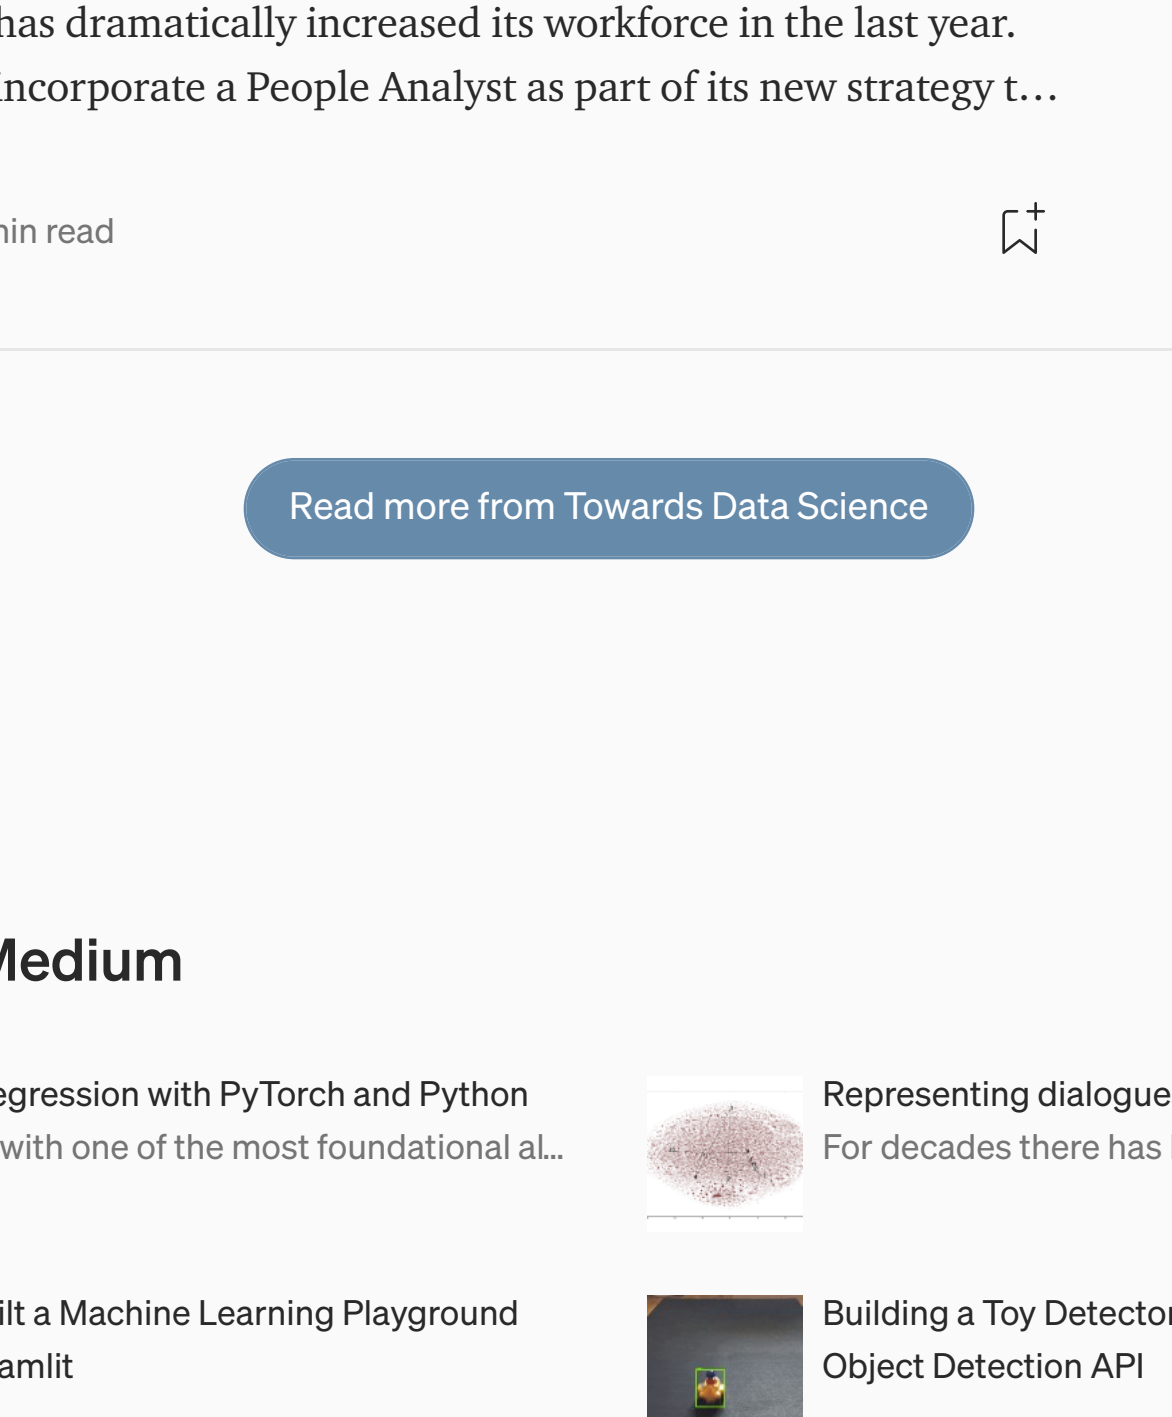 has dramatically increased its workforce in the last year.
incorporate a People Analyst as part of its new strategy t…
min read
Read more from Towards Data Science
Medium
egression with PyTorch and Python
with one of the most foundational al...
Representing dialogue
For decades there has
ilt a Machine Learning Playground
amlit
Building a Toy Detector
Object Detection API